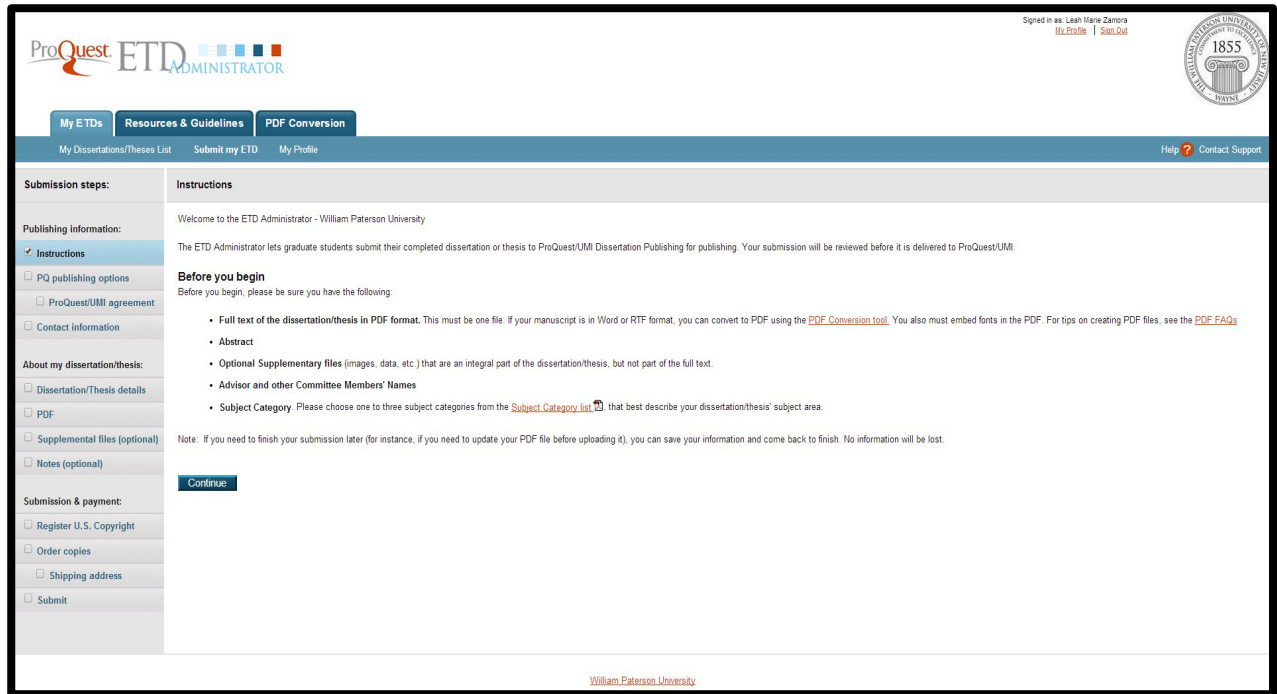 Signed in as: Leah Marie Zamora
My Profile | Sign Out
ProQuest ETD ADMINISTRATOR
THE WILLIAM PATERSON UNIVERSITY OF NEW JERSEY
COMMITMENT TO EXCELLENCE
1855
WAYNE
My ETDs Resources & Guidelines PDF Conversion
My Dissertations/Theses List Submit my ETD My Profile Help ? Contact Support
Submission steps:
Publishing information:
Instructions
PQ publishing options
ProQuest/UMI agreement
Contact information
About my dissertation/thesis:
Dissertation/Thesis details
PDF
Supplemental files (optional)
Notes (optional)
Submission & payment:
Register U.S. Copyright
Order copies
Shipping address
Submit
Instructions
Welcome to the ETD Administrator - William Paterson University
The ETD Administrator lets graduate students submit their completed dissertation or thesis to ProQuest/UMI Dissertation Publishing for publishing. Your submission will be reviewed before it is delivered to ProQuest/UMI.
Before you begin
Before you begin, please be sure you have the following:
• Full text of the dissertation/thesis in PDF format. This must be one file. If your manuscript is in Word or RTF format, you can convert to PDF using the PDF Conversion tool. You also must embed fonts in the PDF. For tips on creating PDF files, see the PDF FAQs
• Abstract
• Optional Supplementary files (images, data, etc.) that are an integral part of the dissertation/thesis, but not part of the full text.
• Advisor and other Committee Members' Names
• Subject Category. Please choose one to three subject categories from the Subject Category list , that best describe your dissertation/thesis' subject area.
Note: If you need to finish your submission later (for instance, if you need to update your PDF file before uploading it), you can save your information and come back to finish. No information will be lost.
Continue
William Paterson University